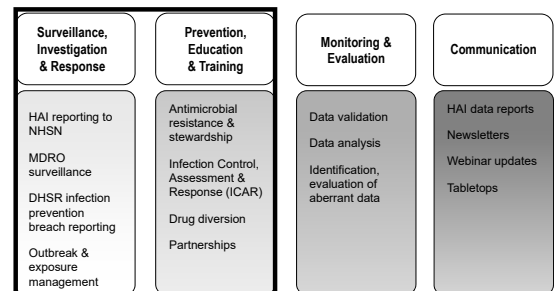 Surveillance,
Investigation
& Response
HAI reporting to
NHSN
MDRO
surveillance
DHSR infection
prevention
breach reporting
Outbreak &
exposure
management
Prevention,
Education
& Training
Antimicrobial
resistance &
stewardship
Infection Control,
Assessment &
Response (ICAR)
Drug diversion
Partnerships
Monitoring &
Evaluation
Data validation
Data analysis
Identification,
evaluation of
aberrant data
Communication
HAI data reports
Newsletters
Webinar updates
Tabletops